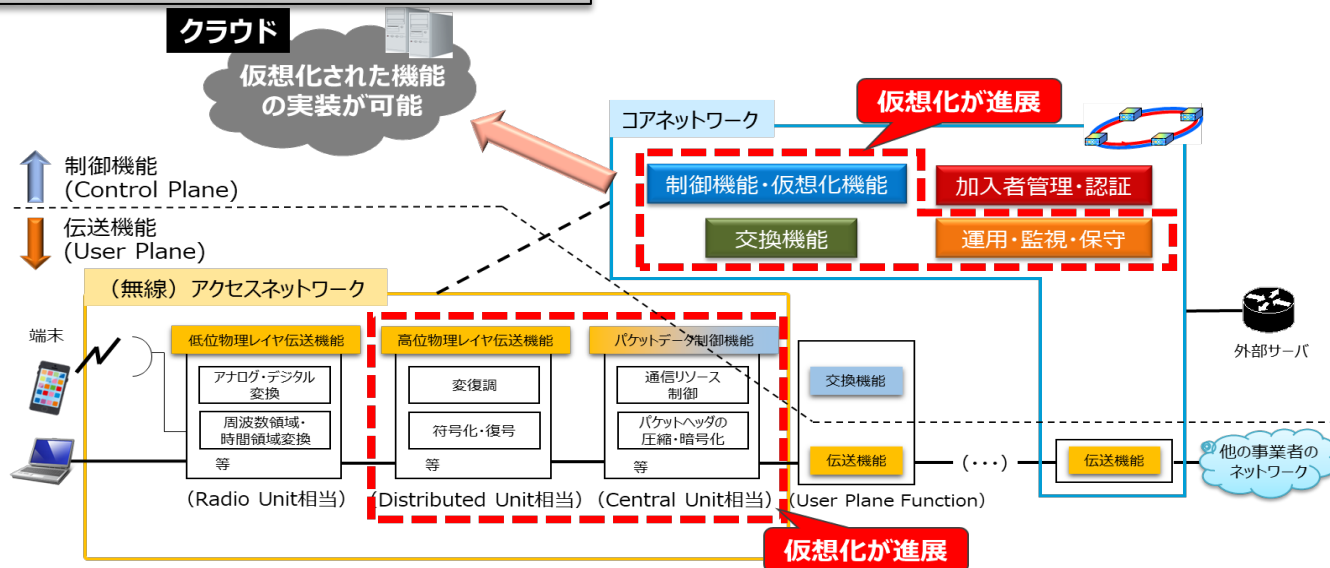 クラウド
仮想化された機能
の実装が可能
仮想化が進展
コアネットワーク
制御機能・仮想化機能
加入者管理・認証
交換機能
運用・監視・保守
制御機能
(Control Plane)
伝送機能
(User Plane)
（無線）アクセスネットワーク
端末
低位物理レイヤ伝送機能
アナログ・デジタル
変換
周波数領域・
時間領域変換
等
（Radio Unit相当）
高位物理レイヤ伝送機能
変復調
符号化・復号
等
（Distributed Unit相当）
パケットデータ制御機能
通信リソース
制御
パケットヘッダの
圧縮・暗号化
等
（Central Unit相当）
交換機能
伝送機能
（User Plane Function）
（･･･）
伝送機能
外部サーバ
他の事業者の
ネットワーク
仮想化が進展